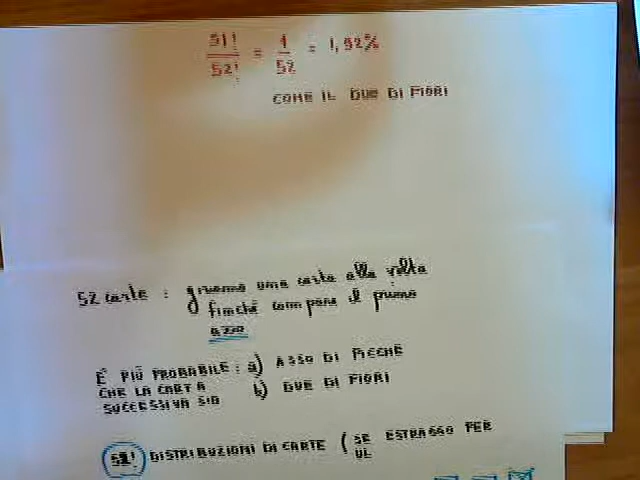 51! / 52! = 1 / 52 = 1,92%
COME IL DUE DI FIORI
52 carte : giriamo una carta alla volta
finché compare il primo
asso
È PIÙ PROBABILE : a) ASSO DI PICCHE
CHE LA CARTA b) DUE DI FIORI
SUCCESSIVA SIA
51! DISTRIBUZIONI DI CARTE ( SE ESTRAGGO PER
UL